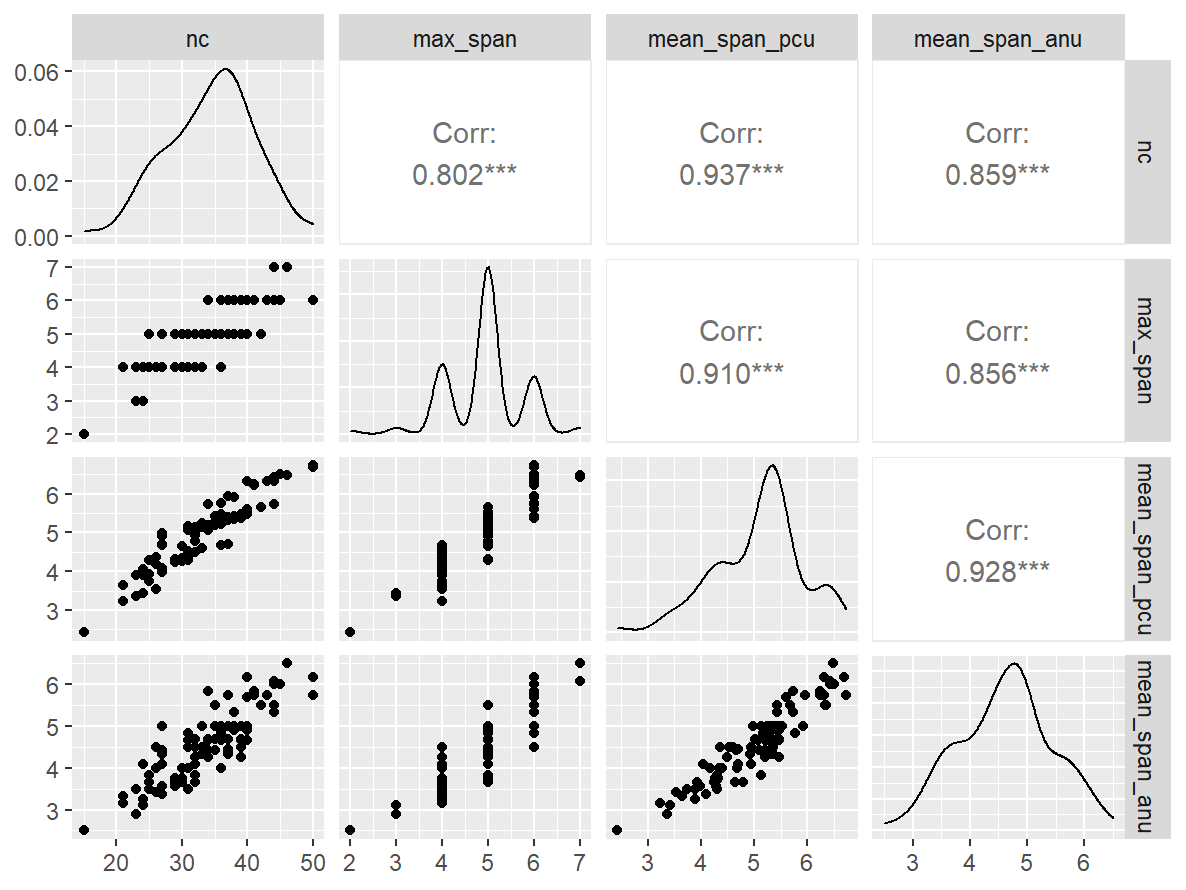 nc
max_span
mean_span_pcu
mean_span_anu
0.06
0.04
0.02
0.00
Corr:
0.802***
Corr:
0.937***
Corr:
0.859***
nc
7
6
5
4
3
2
Corr:
0.910***
Corr:
0.856***
max_span
6
5
4
3
Corr:
0.928***
mean_span_pcu
6
5
4
3
mean_span_anu
20 30 40 50
2 3 4 5 6 7
3 4 5 6
3 4 5 6